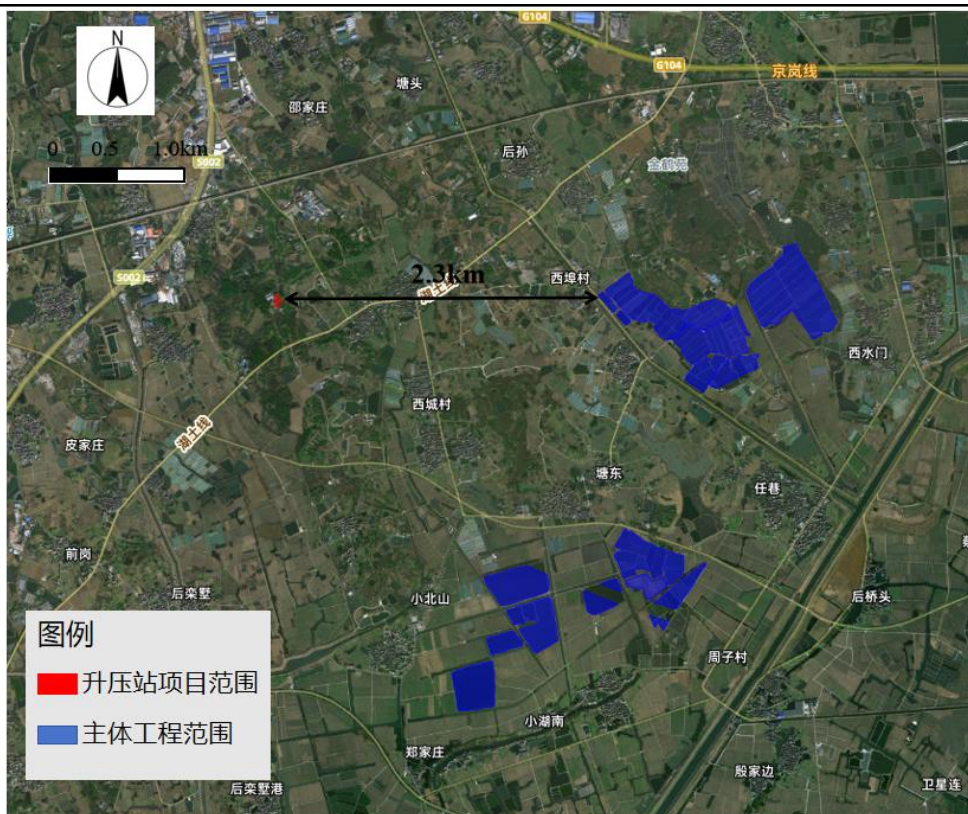 G104
N
G104
京岚线
塘头
邵家庄
0 0.5 1.0km
后孙
S002
金鹤苑
2.3km
西埠村
S002
湖土线
西水门
西城村
湖土线
皮家庄
塘东
任巷
前岗
后栾墅
小北山
后桥头
图例
周子村
升压站项目范围
小湖南
主体工程范围
郑家庄
殷家边
后栾墅港
卫星连